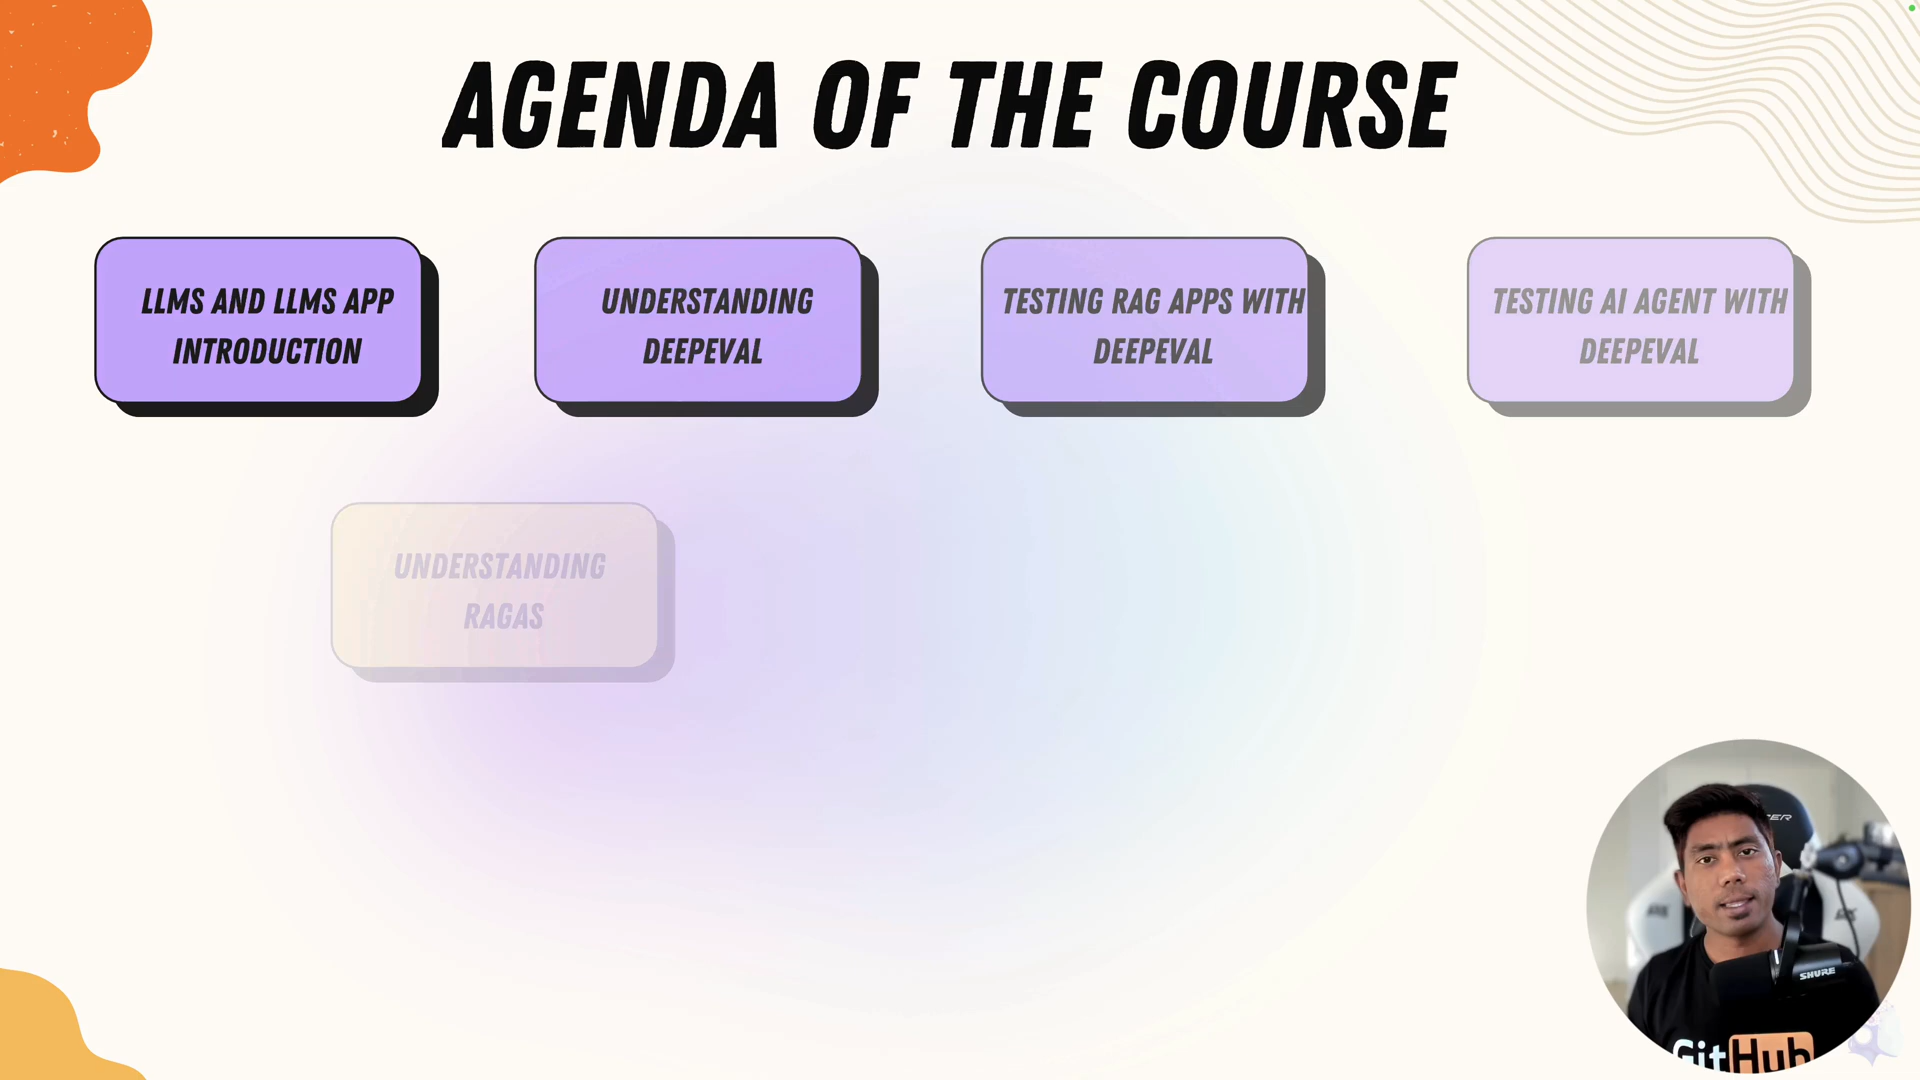 AGENDA OF THE COURSE
LLMS AND LLMS APP
INTRODUCTION
UNDERSTANDING
DEEPEVAL
TESTING RAG APPS WITH
DEEPEVAL
TESTING AI AGENT WITH
DEEPEVAL
UNDERSTANDING
RAGAS
SHURE
GitHub